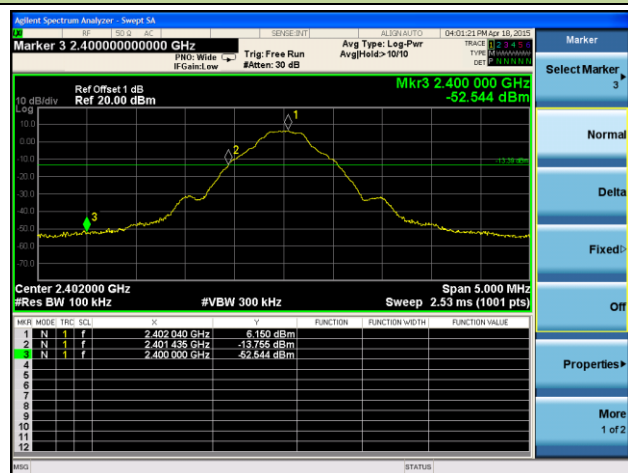 Agilent Spectrum Analyzer - Swept SA
RF 50 Ω AC SENSE:INT ALIGNAUTO 04:01:21 PM Apr 18, 2015
Marker 3 2.400000000000 GHz
PNO: Wide
IFGain:Low
Trig: Free Run
#Atten: 30 dB
Avg Type: Log-Pwr
Avg|Hold:> 10/10
TRACE 1 2 3 4 5 6
TYPE
DET P N N N N N
Ref Offset 1 dB
10 dB/div Ref 20.00 dBm
Log
Mkr3 2.400 000 GHz
-52.544 dBm
10.0
0.00
-10.0
-20.0
-30.0
-40.0
-50.0
-60.0
-70.0
1
2
3
-13.39 dBm
Center 2.402000 GHz Span 5.000 MHz
#Res BW 100 kHz #VBW 300 kHz Sweep 2.53 ms (1001 pts)
MKR MODE TRC SCL X Y FUNCTION FUNCTION WIDTH FUNCTION VALUE
1 N 1 f 2.402 040 GHz 6.150 dBm
2 N 1 f 2.401 435 GHz -13.755 dBm
3 N 1 f 2.400 000 GHz -52.544 dBm
4
5
6
7
8
9
10
11
12
MSG STATUS
Marker
Select Marker
3
Normal
Delta
Fixed
Off
Properties
More
1 of 2